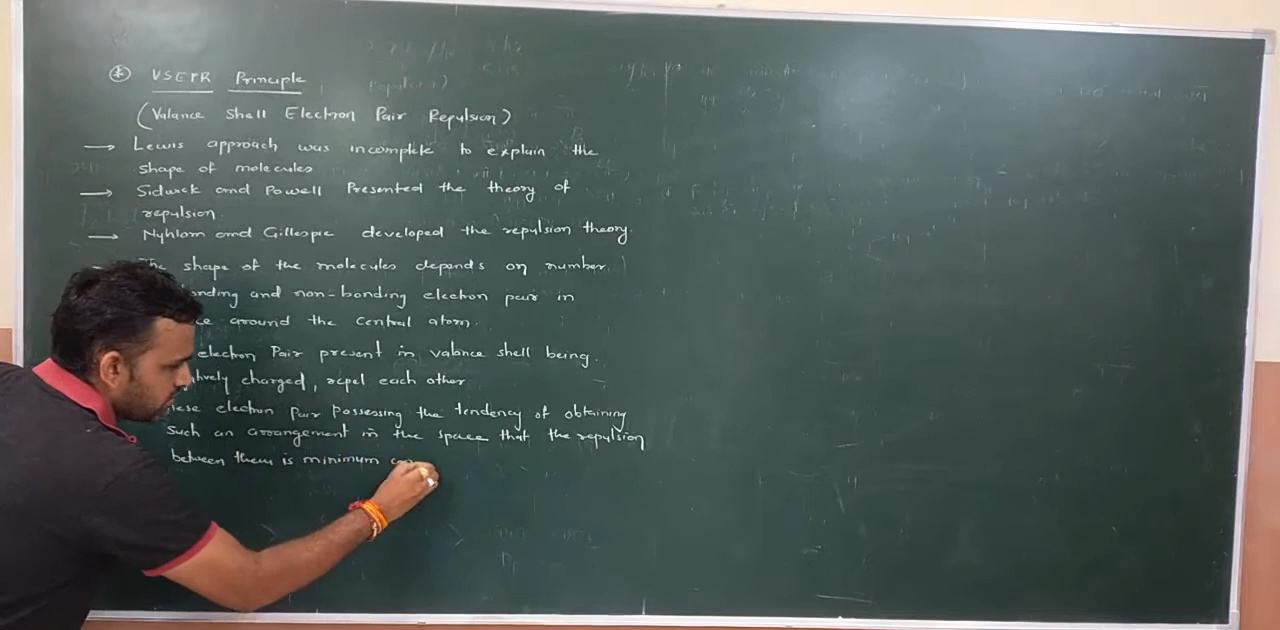 * VSEPR Principle
(Valance Shell Electron Pair Repulsion)
→ Lewis approach was incomplete to explain the
shape of molecules
→ Sidwick and Powell Presented the theory of
repulsion.
→ Nyhlom and Gillespie developed the repulsion theory.
The shape of the molecules depends on number
and non-bonding electron pair in
around the central atom.
electron Pair present in valance shell being
charged, repel each other
electron pair possessing the tendency of obtaining
Such an arrangement in the space that the repulsion
between them is minimum